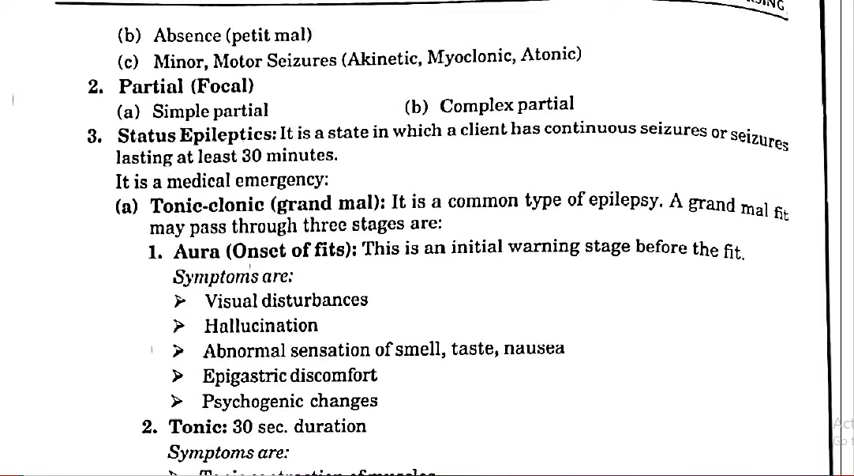 (b) Absence (petit mal)
(c) Minor, Motor Seizures (Akinetic, Myoclonic, Atonic)
2. Partial (Focal)
(a) Simple partial (b) Complex partial
3. Status Epileptics: It is a state in which a client has continuous seizures or seizures
lasting at least 30 minutes.
It is a medical emergency:
(a) Tonic-clonic (grand mal): It is a common type of epilepsy. A grand mal fit
may pass through three stages are:
1. Aura (Onset of fits): This is an initial warning stage before the fit.
Symptoms are:
➢ Visual disturbances
➢ Hallucination
➢ Abnormal sensation of smell, taste, nausea
➢ Epigastric discomfort
➢ Psychogenic changes
2. Tonic: 30 sec. duration
Symptoms are: